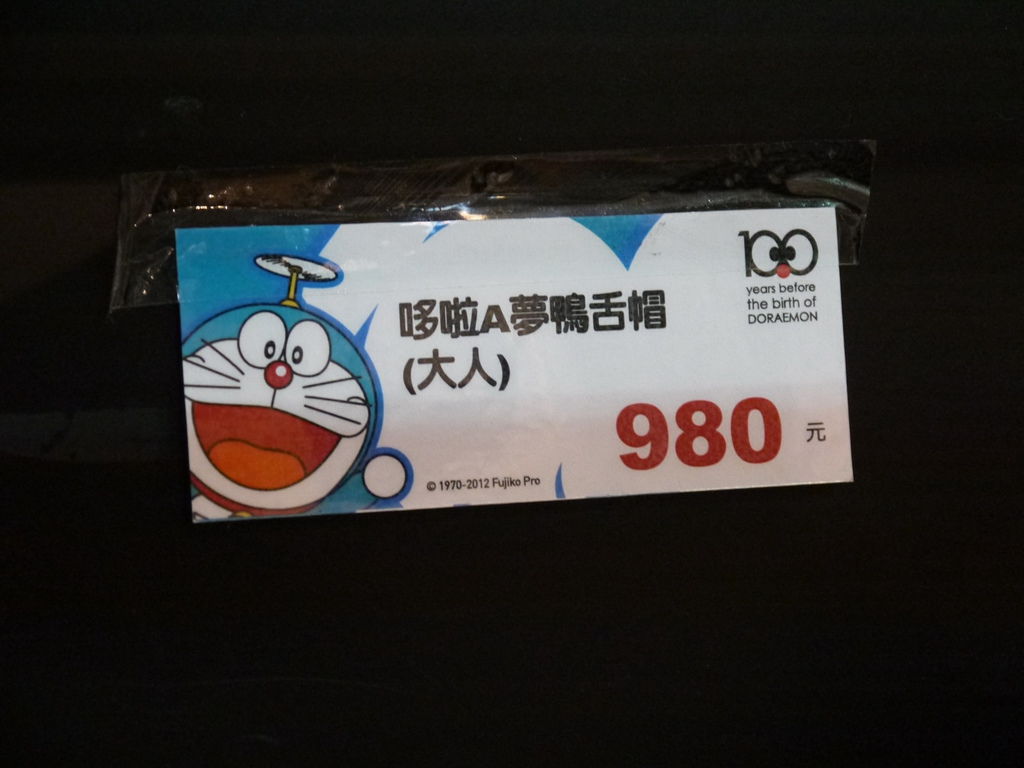 100
years before
the birth of
DORAEMON
哆啦A夢鴨舌帽
(大人)
980 元
© 1970-2012 Fujiko Pro